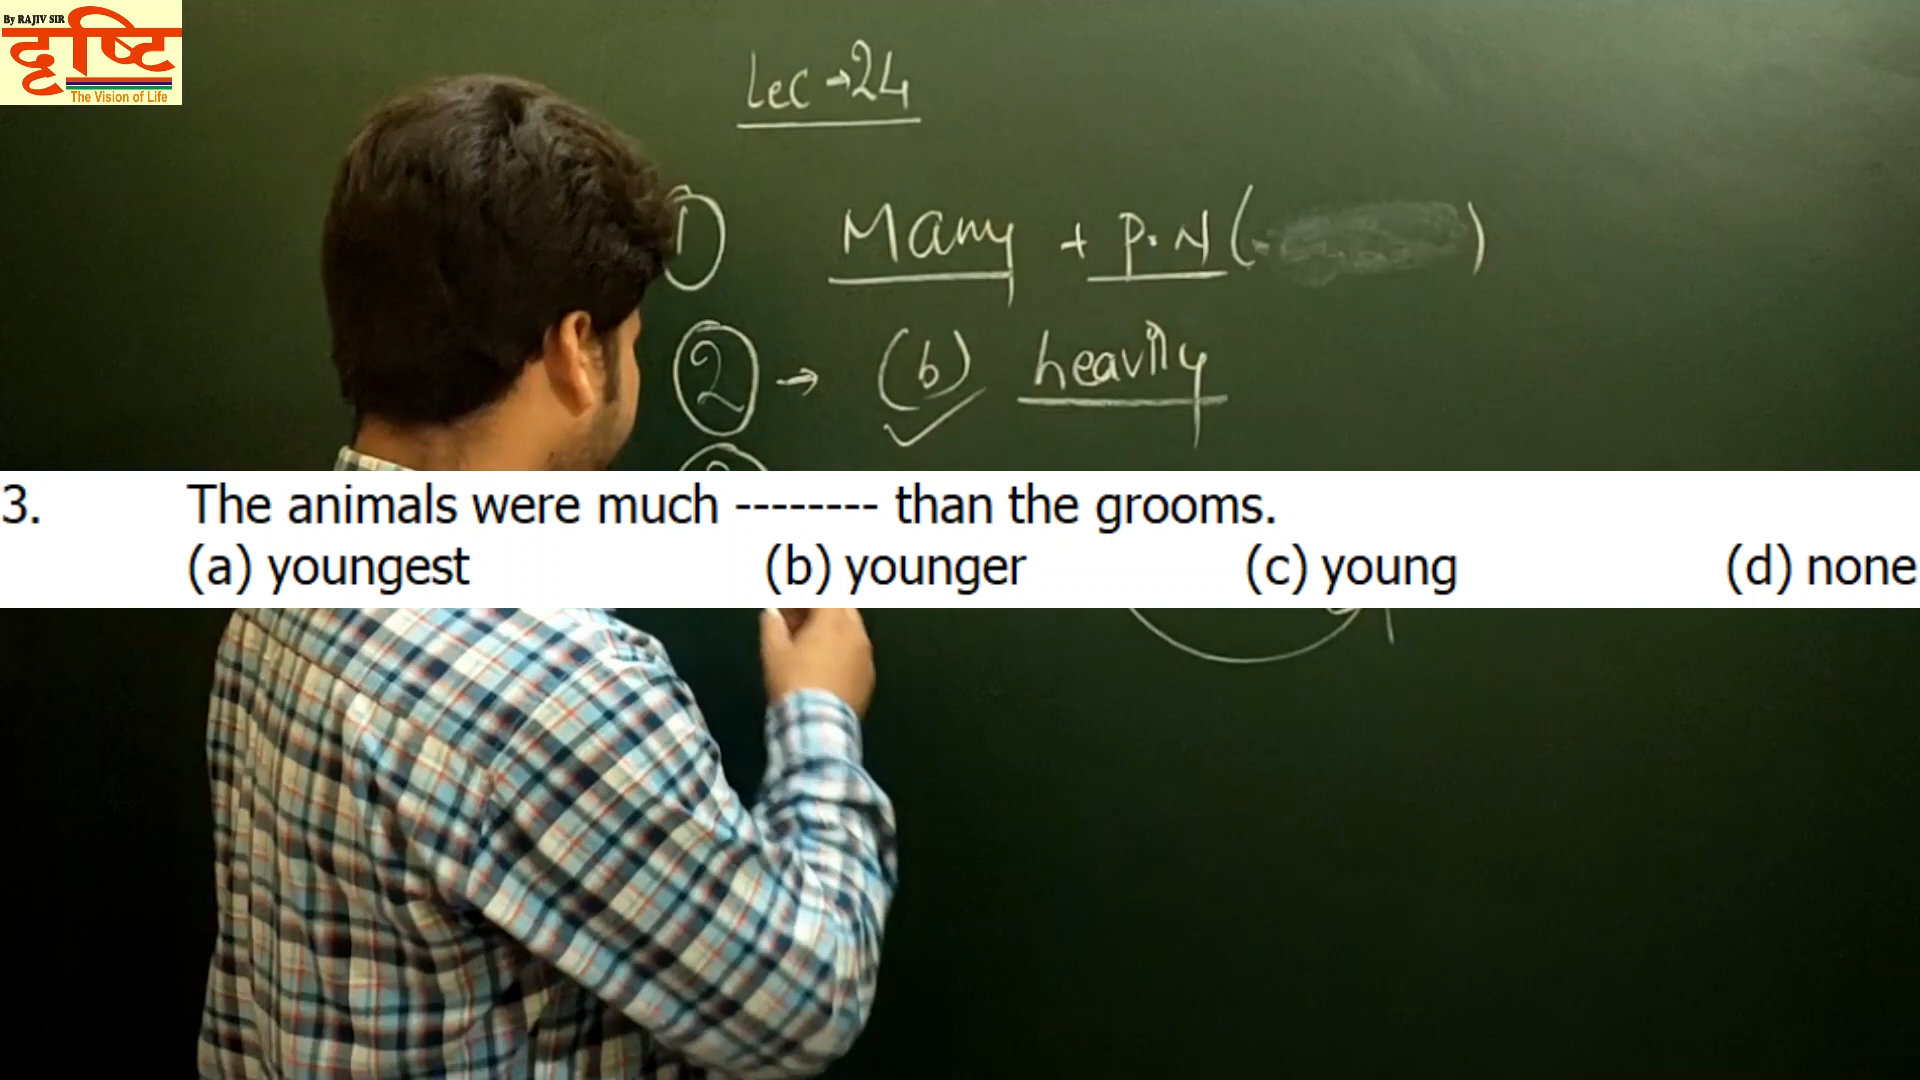 By RAJIV SIR
दृष्टि
The Vision of Life
Lec → 24
1 Many + P.N ( )
2 → (b) heavily
3. The animals were much -------- than the grooms.
(a) youngest (b) younger (c) young (d) none